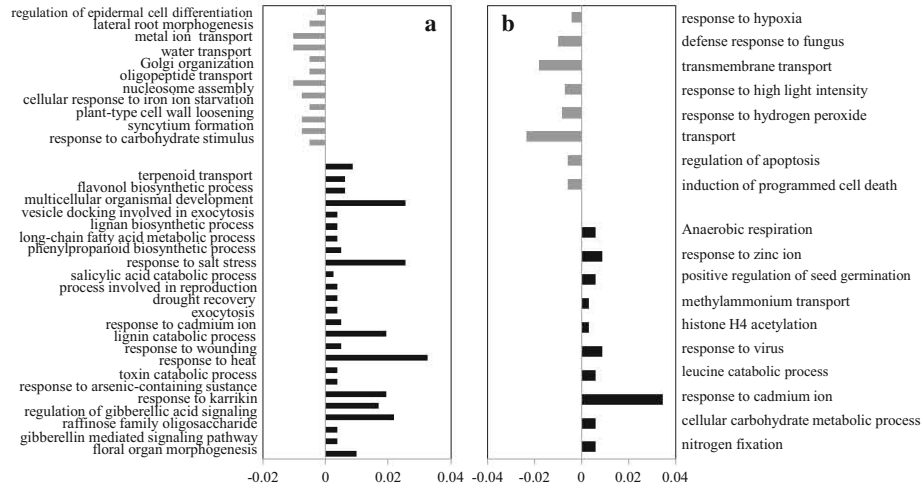 regulation of epidermal cell differentiation
lateral root morphogenesis
metal ion transport
water transport
Golgi organization
oligopeptide transport
nucleosome assembly
cellular response to iron ion starvation
plant-type cell wall loosening
syncytium formation
response to carbohydrate stimulus
terpenoid transport
flavonol biosynthetic process
multicellular organismal development
vesicle docking involved in exocytosis
lignan biosynthetic process
long-chain fatty acid metabolic process
phenylpropanoid biosynthetic process
response to salt stress
salicylic acid catabolic process
process involved in reproduction
drought recovery
exocytosis
response to cadmium ion
lignin catabolic process
response to wounding
response to heat
toxin catabolic process
response to arsenic-containing sustance
response to karrikin
regulation of gibberellic acid signaling
raffinose family oligosaccharide
gibberellin mediated signaling pathway
floral organ morphogenesis
a
-0.02 0 0.02 0.04
b
response to hypoxia
defense response to fungus
transmembrane transport
response to high light intensity
response to hydrogen peroxide
transport
regulation of apoptosis
induction of programmed cell death
Anaerobic respiration
response to zinc ion
positive regulation of seed germination
methylammonium transport
histone H4 acetylation
response to virus
leucine catabolic process
response to cadmium ion
cellular carbohydrate metabolic process
nitrogen fixation
-0.04 -0.02 0 0.02 0.04